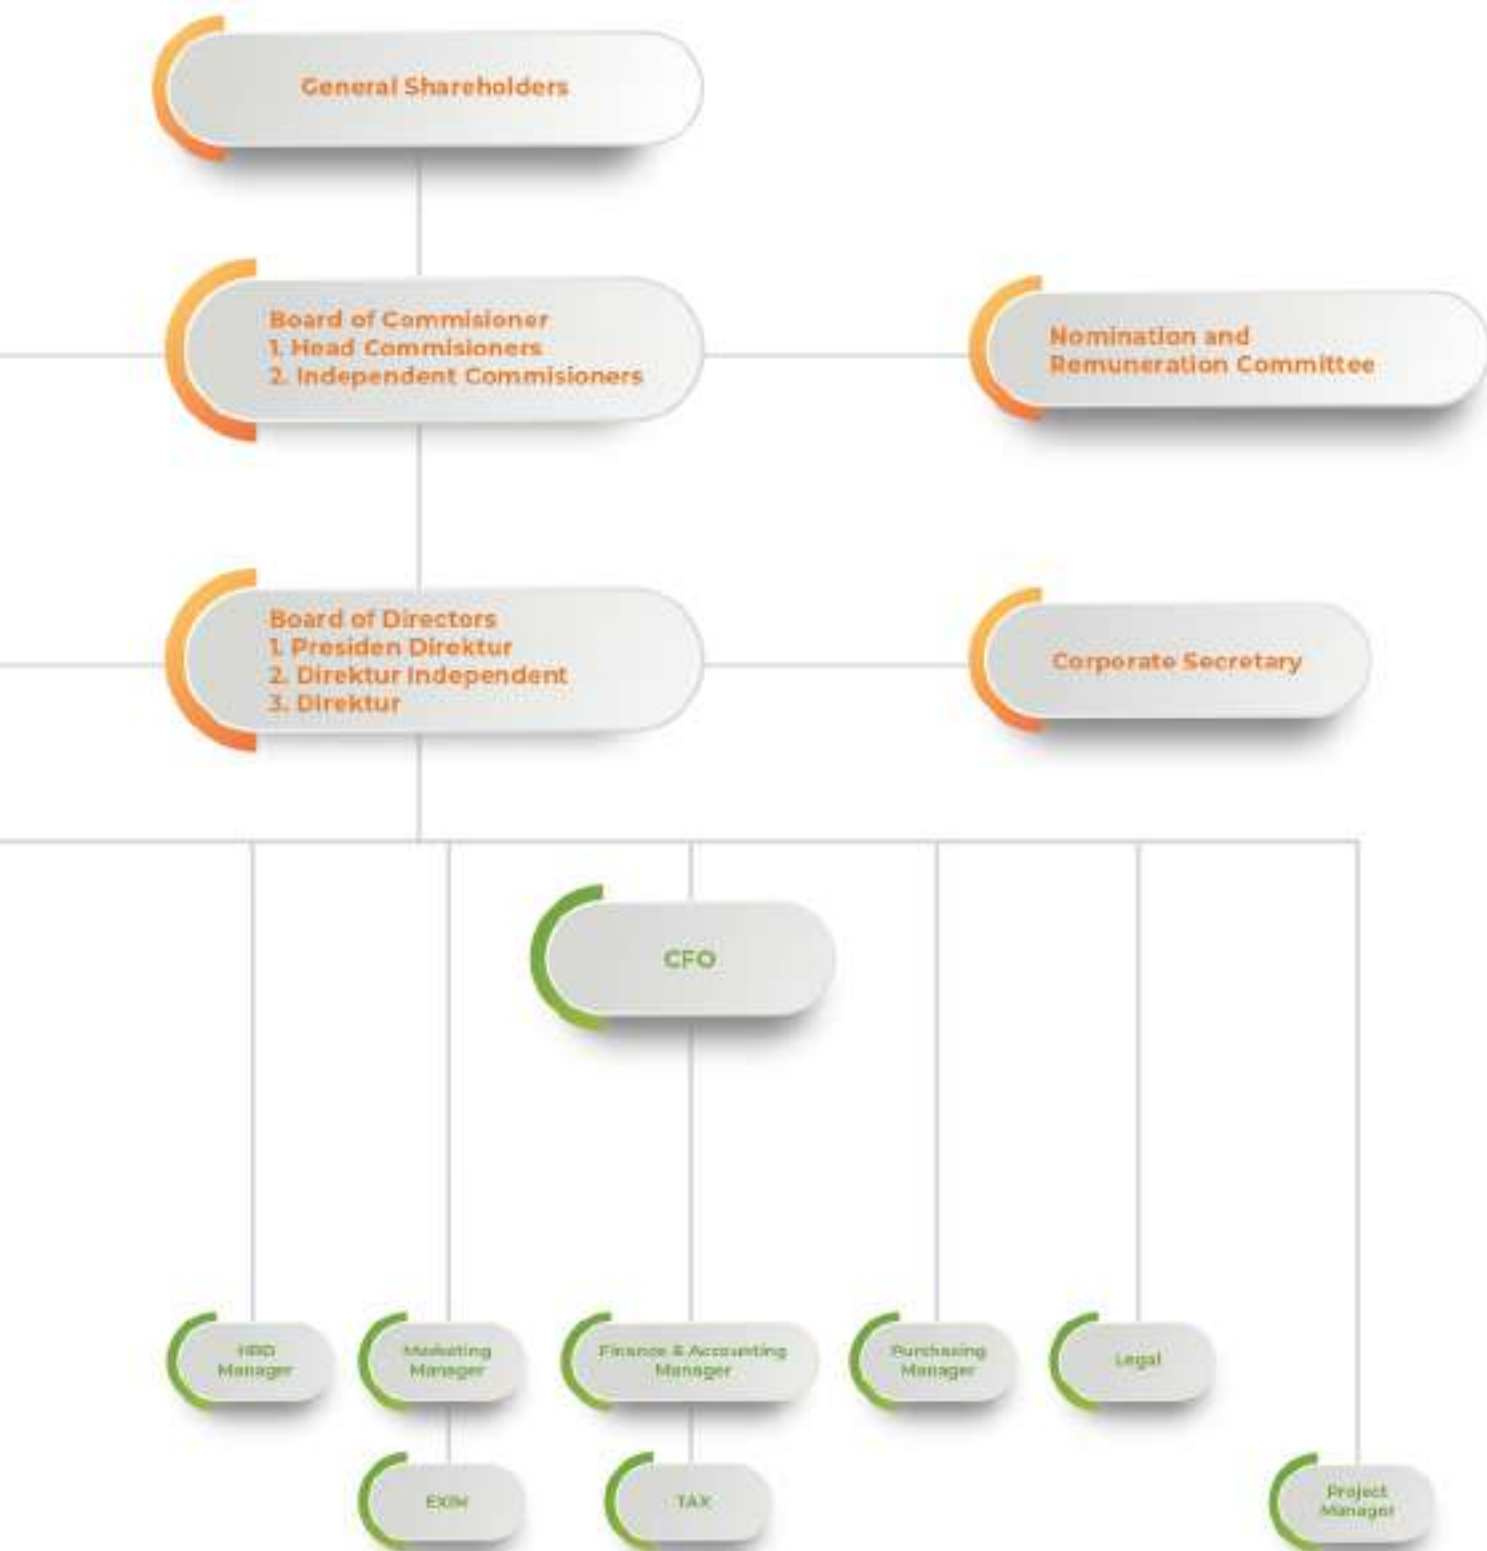 General Shareholders
Board of Commisioner
1. Head Commisioners
2. Independent Commisioners
Nomination and
Remuneration Committee
Board of Directors
1. Presiden Direktur
2. Direktur Independent
3. Direktur
Corporate Secretary
CFO
HRD
Manager
Marketing
Manager
Finance & Accounting
Manager
Purchasing
Manager
Legal
EXIM
TAX
Project
Manager